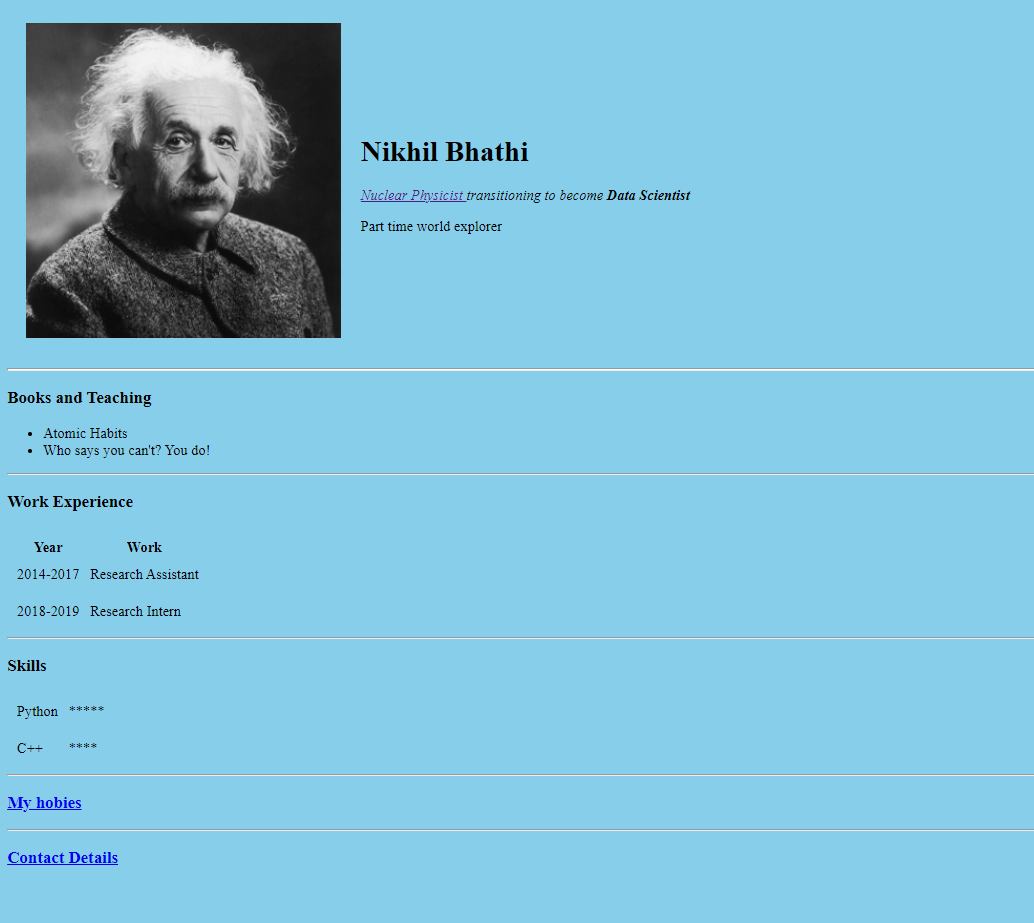 Nikhil Bhathi
Nuclear Physicist transitioning to become Data Scientist
Part time world explorer
Books and Teaching
Atomic Habits
Who says you can't? You do!
Work Experience
Year Work
2014-2017 Research Assistant
2018-2019 Research Intern
Skills
Python *****
C++ ****
My hobies
Contact Details